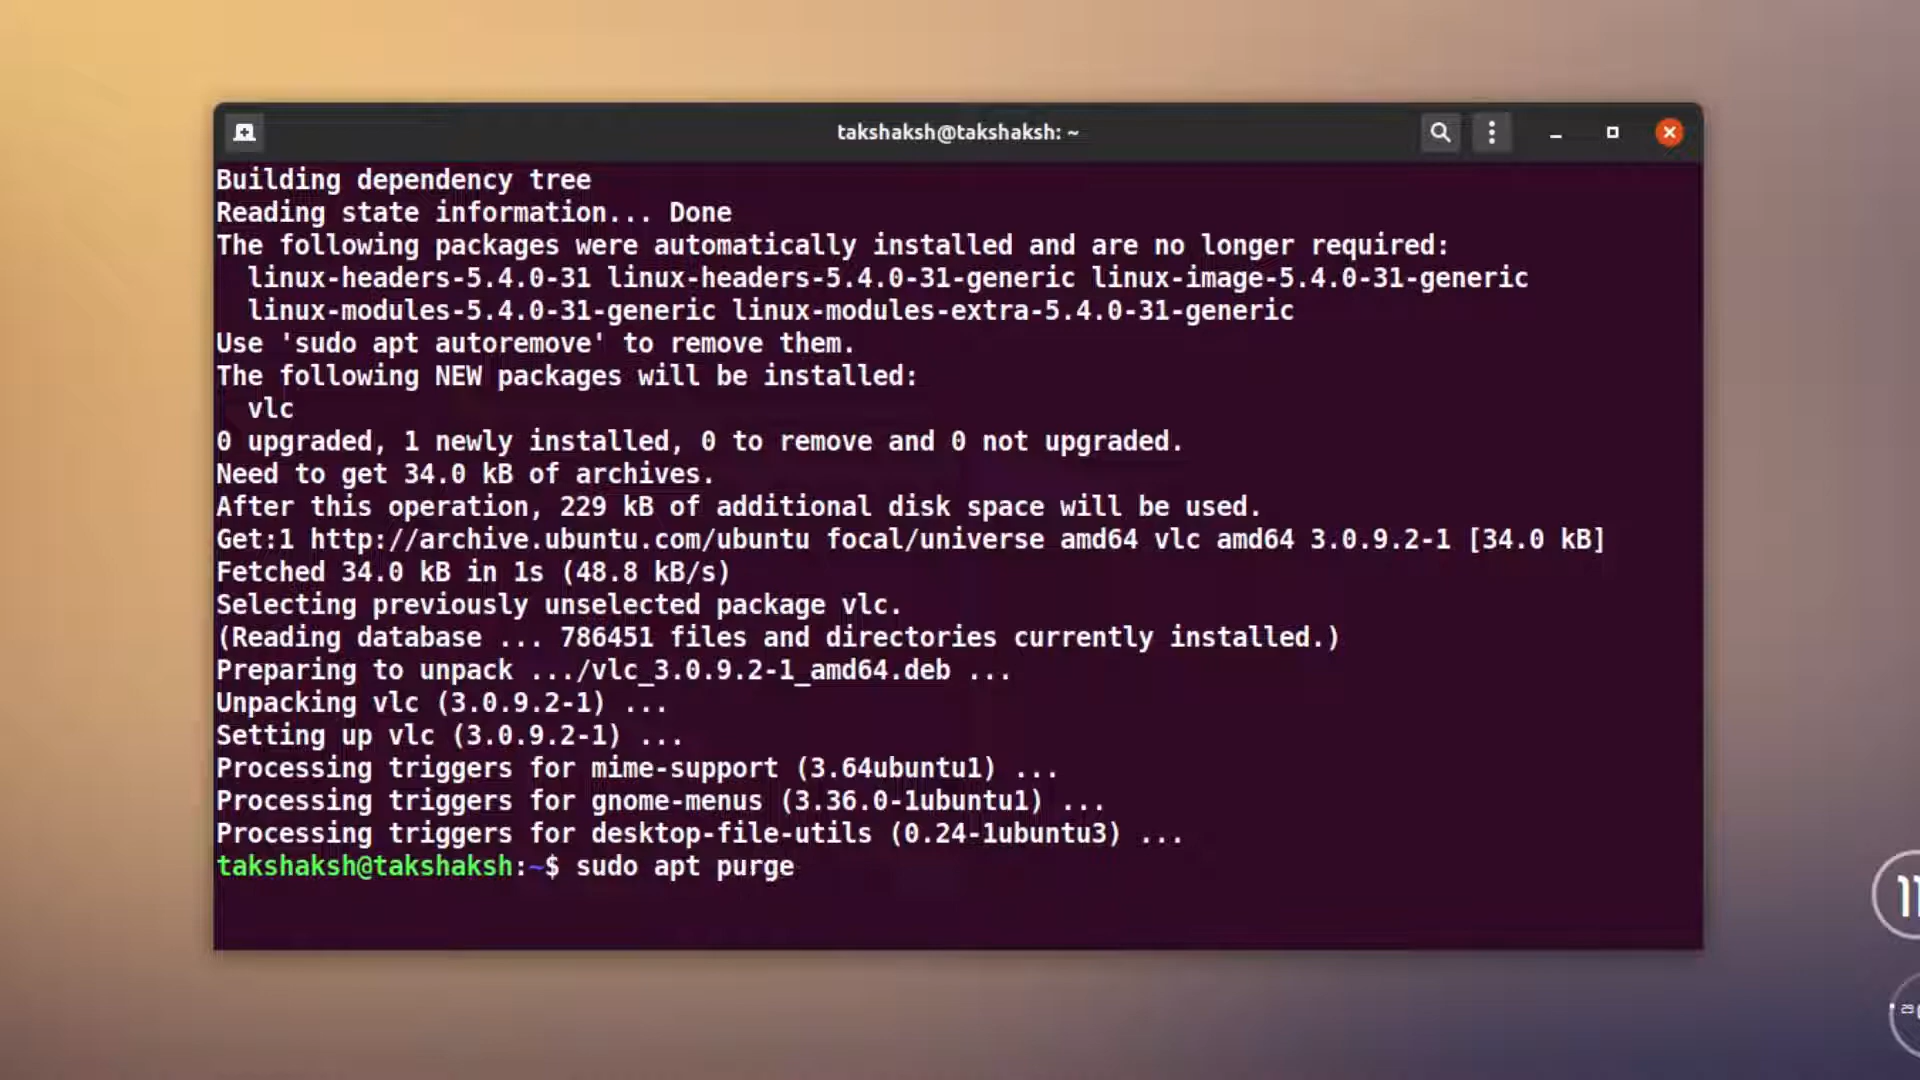 takshaksh@takshaksh: ~
Building dependency tree
Reading state information... Done
The following packages were automatically installed and are no longer required:
  linux-headers-5.4.0-31 linux-headers-5.4.0-31-generic linux-image-5.4.0-31-generic
  linux-modules-5.4.0-31-generic linux-modules-extra-5.4.0-31-generic
Use 'sudo apt autoremove' to remove them.
The following NEW packages will be installed:
  vlc
0 upgraded, 1 newly installed, 0 to remove and 0 not upgraded.
Need to get 34.0 kB of archives.
After this operation, 229 kB of additional disk space will be used.
Get:1 http://archive.ubuntu.com/ubuntu focal/universe amd64 vlc amd64 3.0.9.2-1 [34.0 kB]
Fetched 34.0 kB in 1s (48.8 kB/s)
Selecting previously unselected package vlc.
(Reading database ... 786451 files and directories currently installed.)
Preparing to unpack .../vlc_3.0.9.2-1_amd64.deb ...
Unpacking vlc (3.0.9.2-1) ...
Setting up vlc (3.0.9.2-1) ...
Processing triggers for mime-support (3.64ubuntu1) ...
Processing triggers for gnome-menus (3.36.0-1ubuntu1) ...
Processing triggers for desktop-file-utils (0.24-1ubuntu3) ...
takshaksh@takshaksh:~$ sudo apt purge